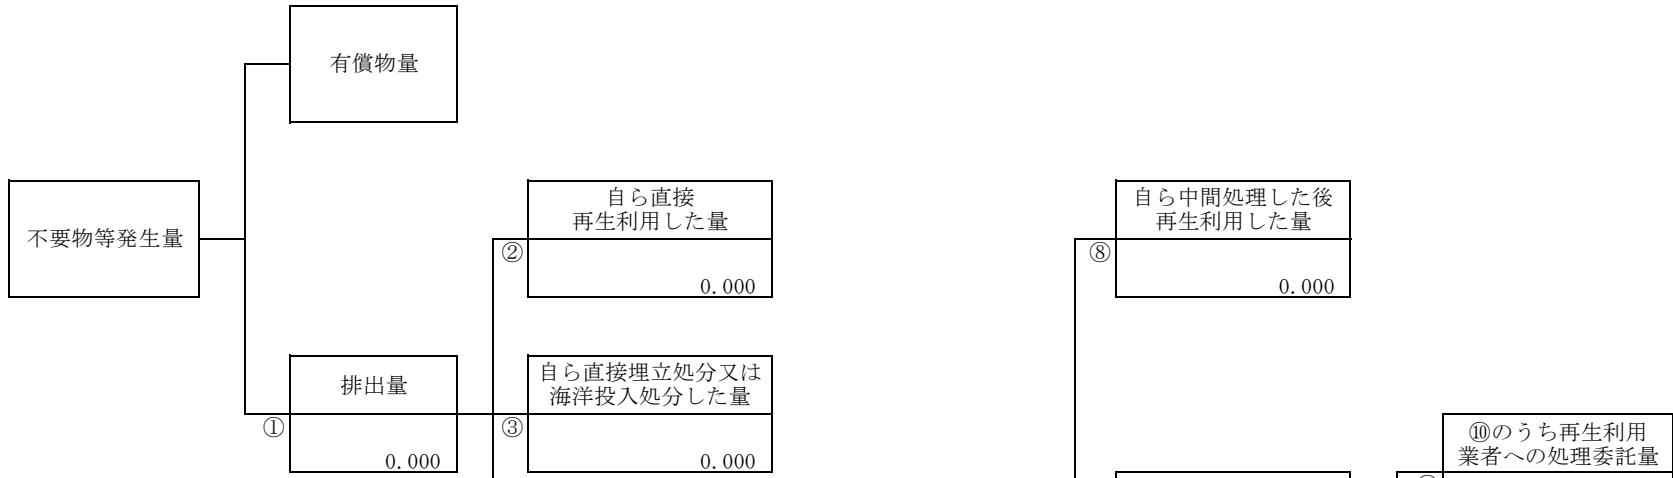 有償物量
不要物等発生量
自ら直接
再生利用した量
②
0.000
自ら中間処理した後
再生利用した量
⑧
0.000
排出量
①
0.000
自ら直接埋立処分又は
海洋投入処分した量
③
0.000
⑩のうち再生利用
業者への処理委託量